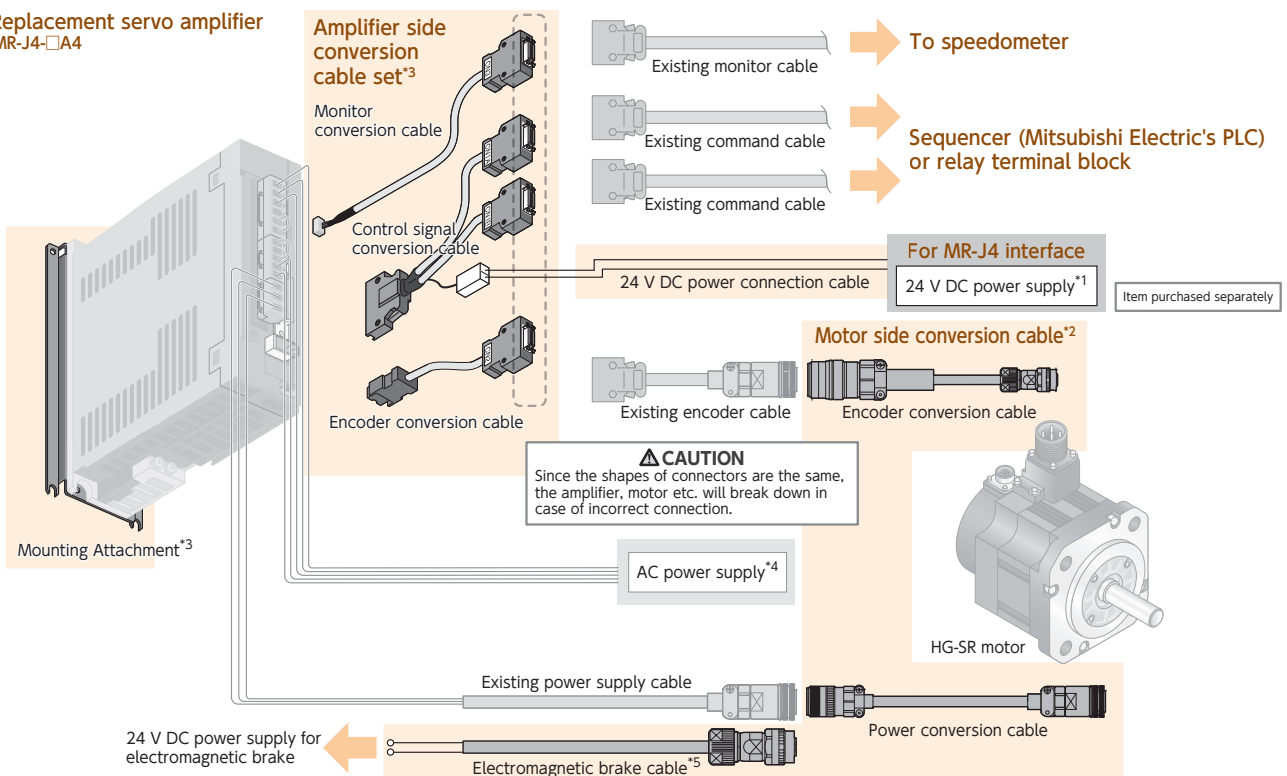 Replacement servo amplifier
MR-J4-□A4
Amplifier side
conversion
cable set*3
Monitor
conversion cable
Existing monitor cable
To speedometer
Existing command cable
Sequencer (Mitsubishi Electric's PLC)
or relay terminal block
Existing command cable
Control signal
conversion cable
For MR-J4 interface
24 V DC power connection cable
24 V DC power supply*1
Item purchased separately
Motor side conversion cable*2
Existing encoder cable
Encoder conversion cable
Encoder conversion cable
⚠CAUTION
Since the shapes of connectors are the same,
the amplifier, motor etc. will break down in
case of incorrect connection.
Mounting Attachment*3
AC power supply*4
HG-SR motor
Existing power supply cable
Power conversion cable
24 V DC power supply for
electromagnetic brake
Electromagnetic brake cable*5